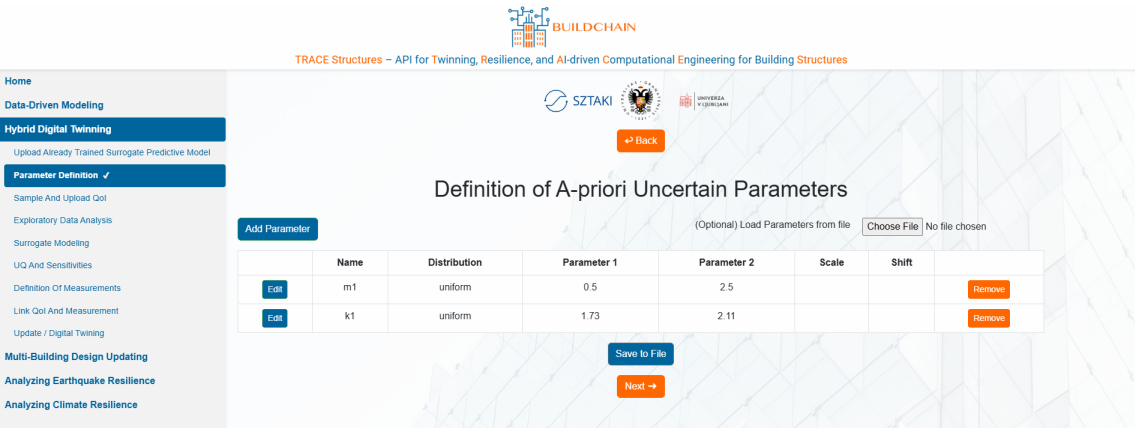 BUILDCHAIN
TRACE Structures – API for Twinning, Resilience, and AI-driven Computational Engineering for Building Structures
Home
Data-Driven Modeling
Hybrid Digital Twinning
Upload Already Trained Surrogate Predictive Model
Parameter Definition ✓
Sample And Upload QoI
Exploratory Data Analysis
Surrogate Modeling
UQ And Sensitivities
Definition Of Measurements
Link QoI And Measurement
Update / Digital Twining
Multi-Building Design Updating
Analyzing Earthquake Resilience
Analyzing Climate Resilience
SZTAKI
UNIVERZA
V LJUBLJANI
↩ Back
Definition of A-priori Uncertain Parameters
Add Parameter (Optional) Load Parameters from file Choose File No file chosen
Name Distribution Parameter 1 Parameter 2 Scale Shift
Edit m1 uniform 0.5 2.5 Remove
Edit k1 uniform 1.73 2.11 Remove
Save to File
Next →